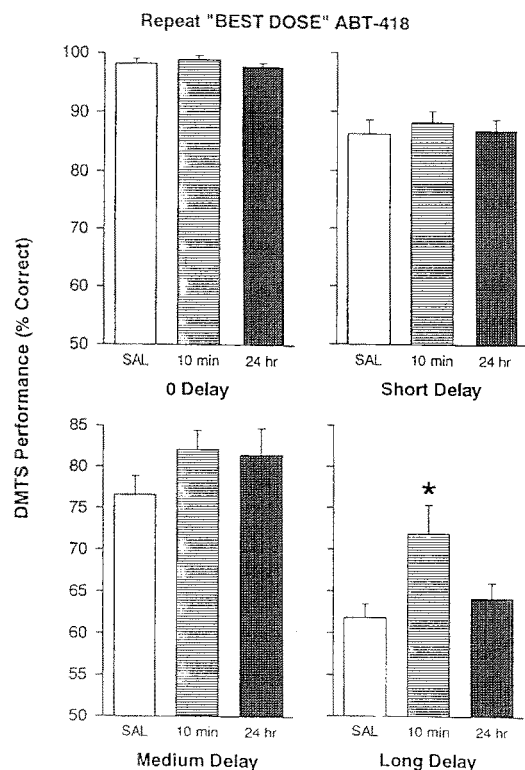 Repeat "BEST DOSE" ABT-418
DMTS Performance (% Correct)
100
90
80
70
60
50
SAL 10 min 24 hr SAL 10 min 24 hr
0 Delay Short Delay
85
80
75
70
65
60
55
50
*
SAL 10 min 24 hr SAL 10 min 24 hr
Medium Delay Long Delay